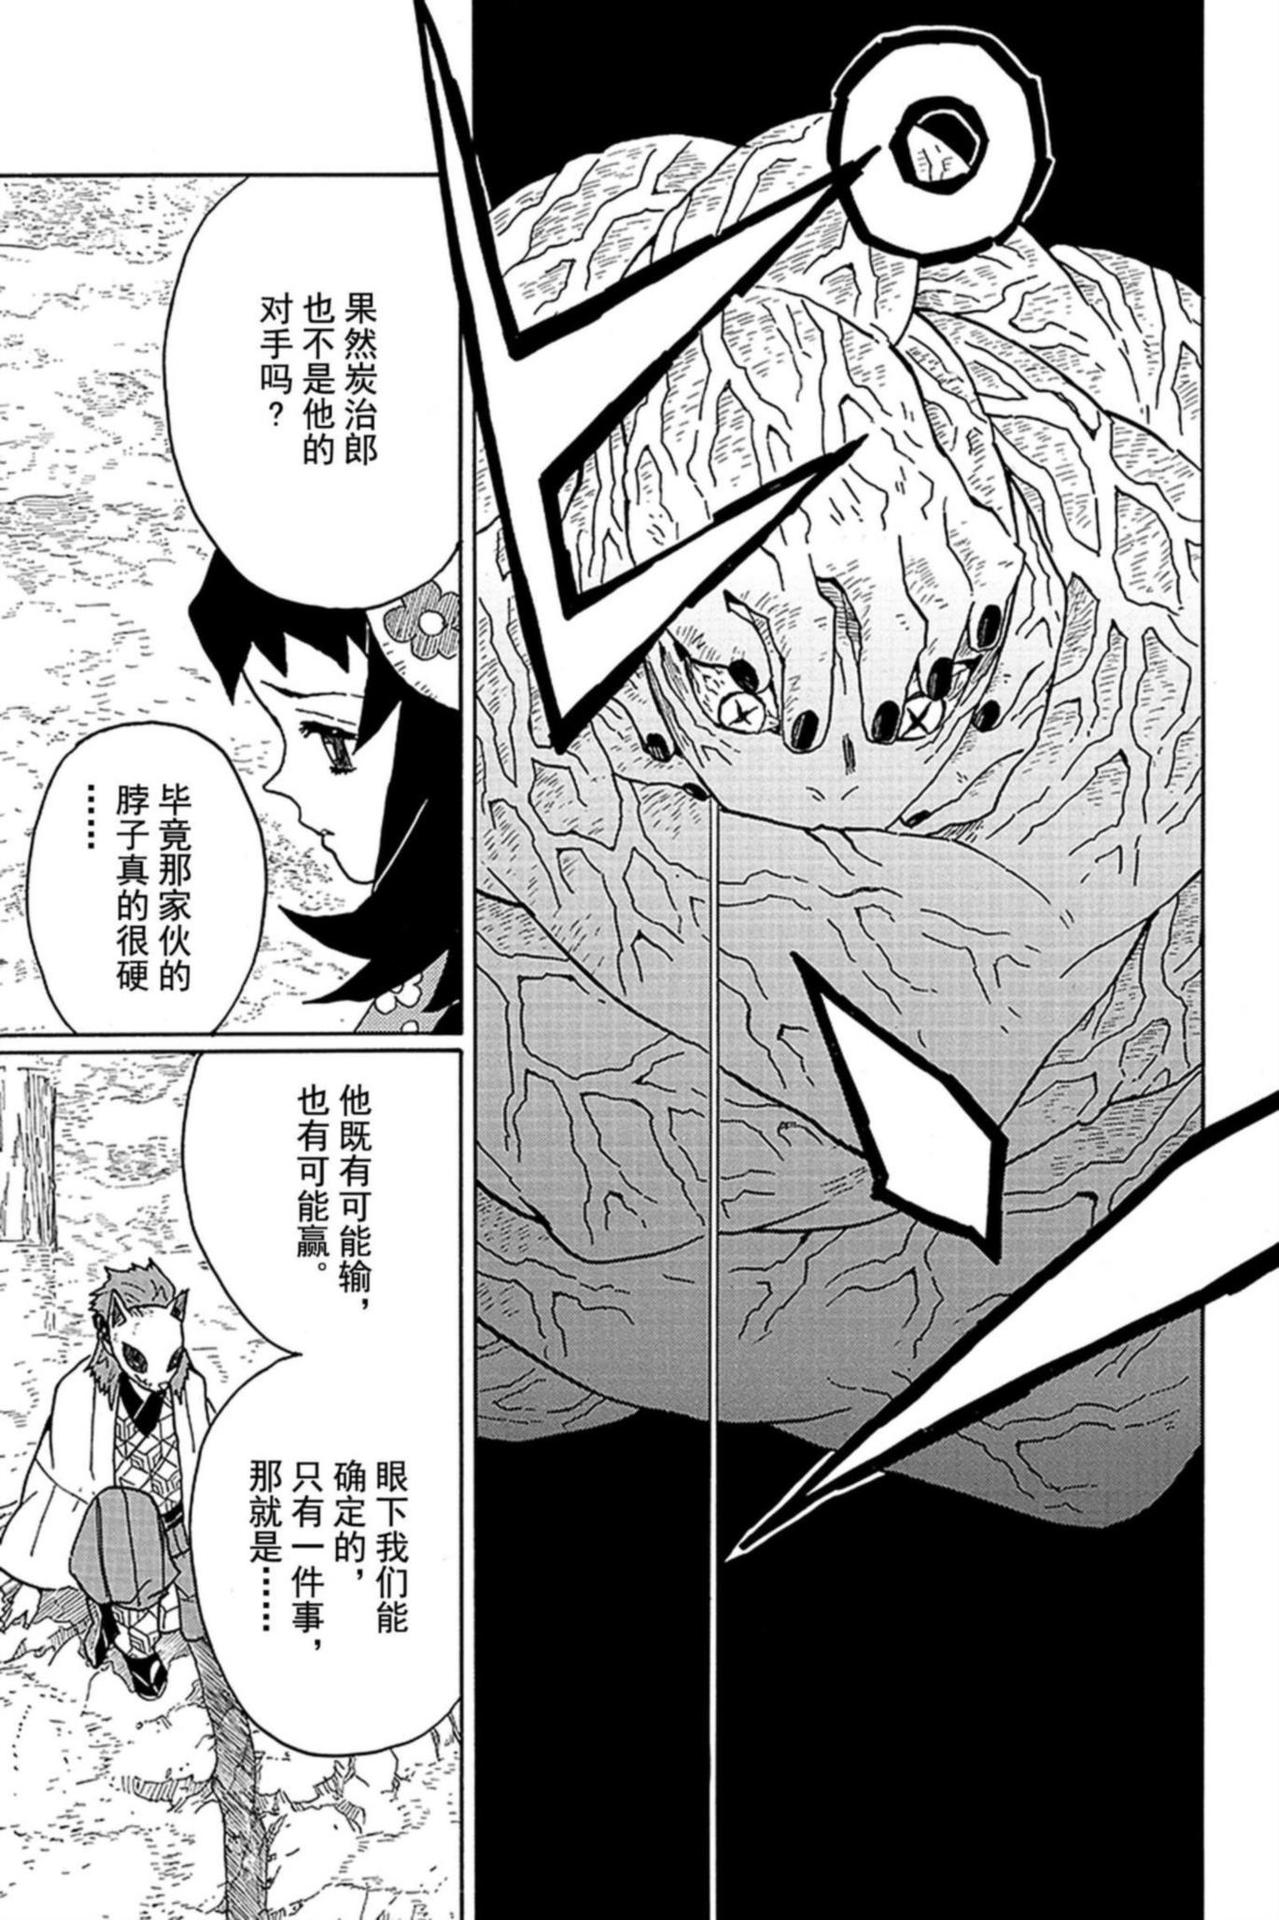 果然炭治郎
也不是他的
对手吗？
毕竟那家伙的
脖子真的很硬
……
他既有可能输，
也有可能赢。
眼下我们能
确定的，
只有一件事，
那就是……